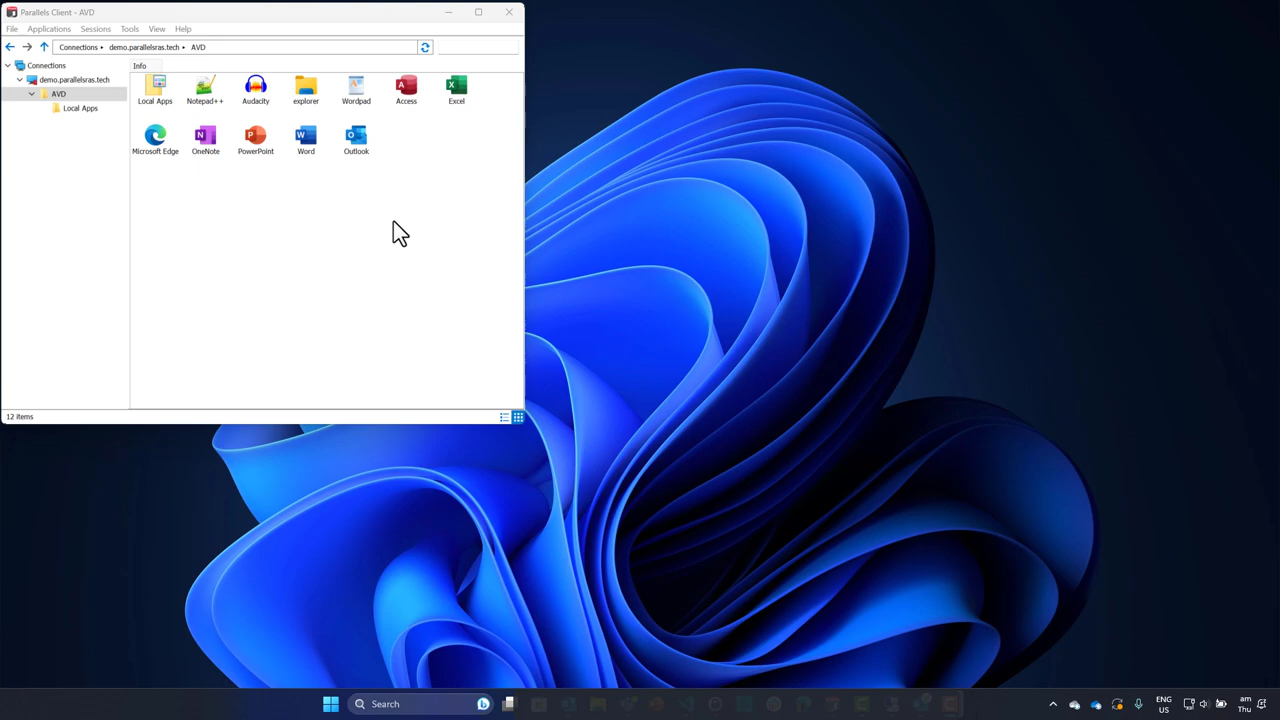 Parallels Client - AVD
File Applications Sessions Tools View Help
Connections demo.parallelsras.tech AVD
Connections
demo.parallelsras.tech
AVD
Local Apps
Info
Local Apps Notepad++ Audacity explorer Wordpad Access Excel
Microsoft Edge OneNote PowerPoint Word Outlook
12 items
Search
ENG
US
am
Thu